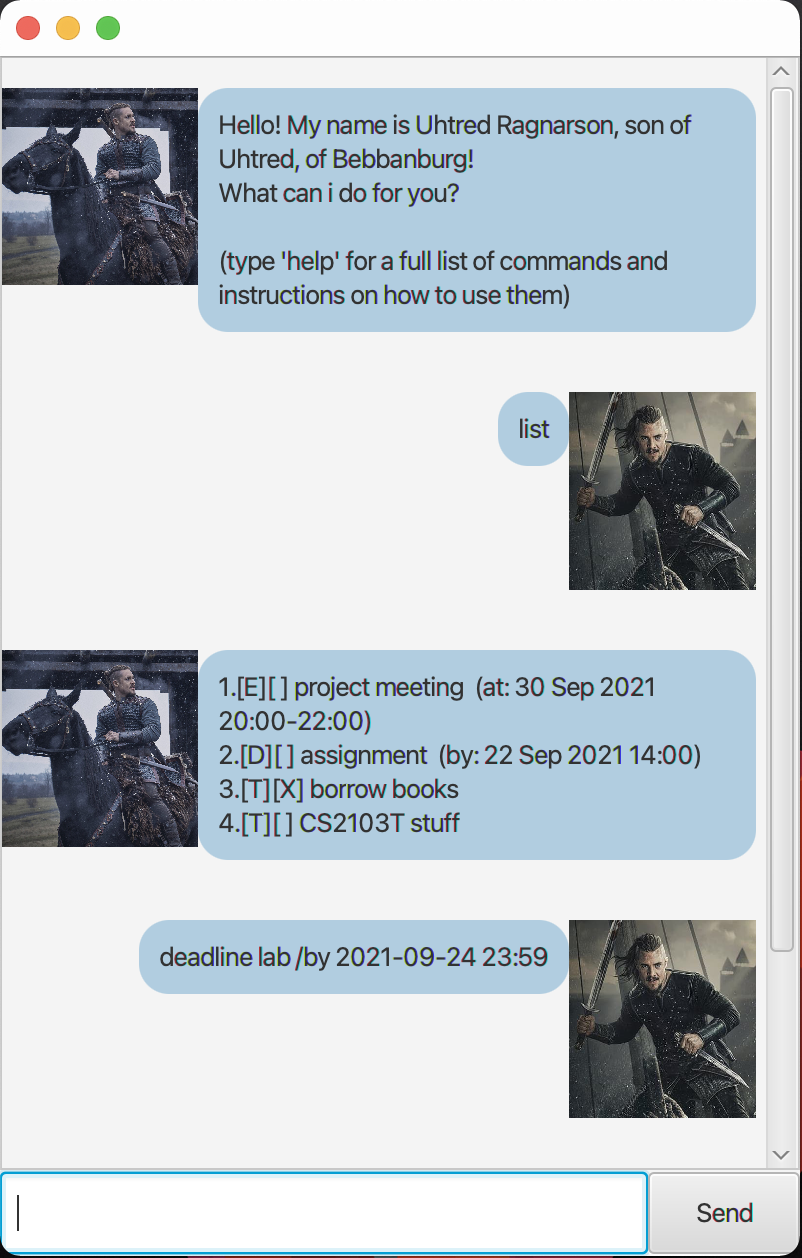 Hello! My name is Uhtred Ragnarson, son of
Uhtred, of Bebbanburg!
What can i do for you?
(type 'help' for a full list of commands and
instructions on how to use them)
list
1.[E][ ] project meeting  (at: 30 Sep 2021
20:00-22:00)
2.[D][ ] assignment  (by: 22 Sep 2021 14:00)
3.[T][X] borrow books
4.[T][ ] CS2103T stuff
deadline lab /by 2021-09-24 23:59
Send